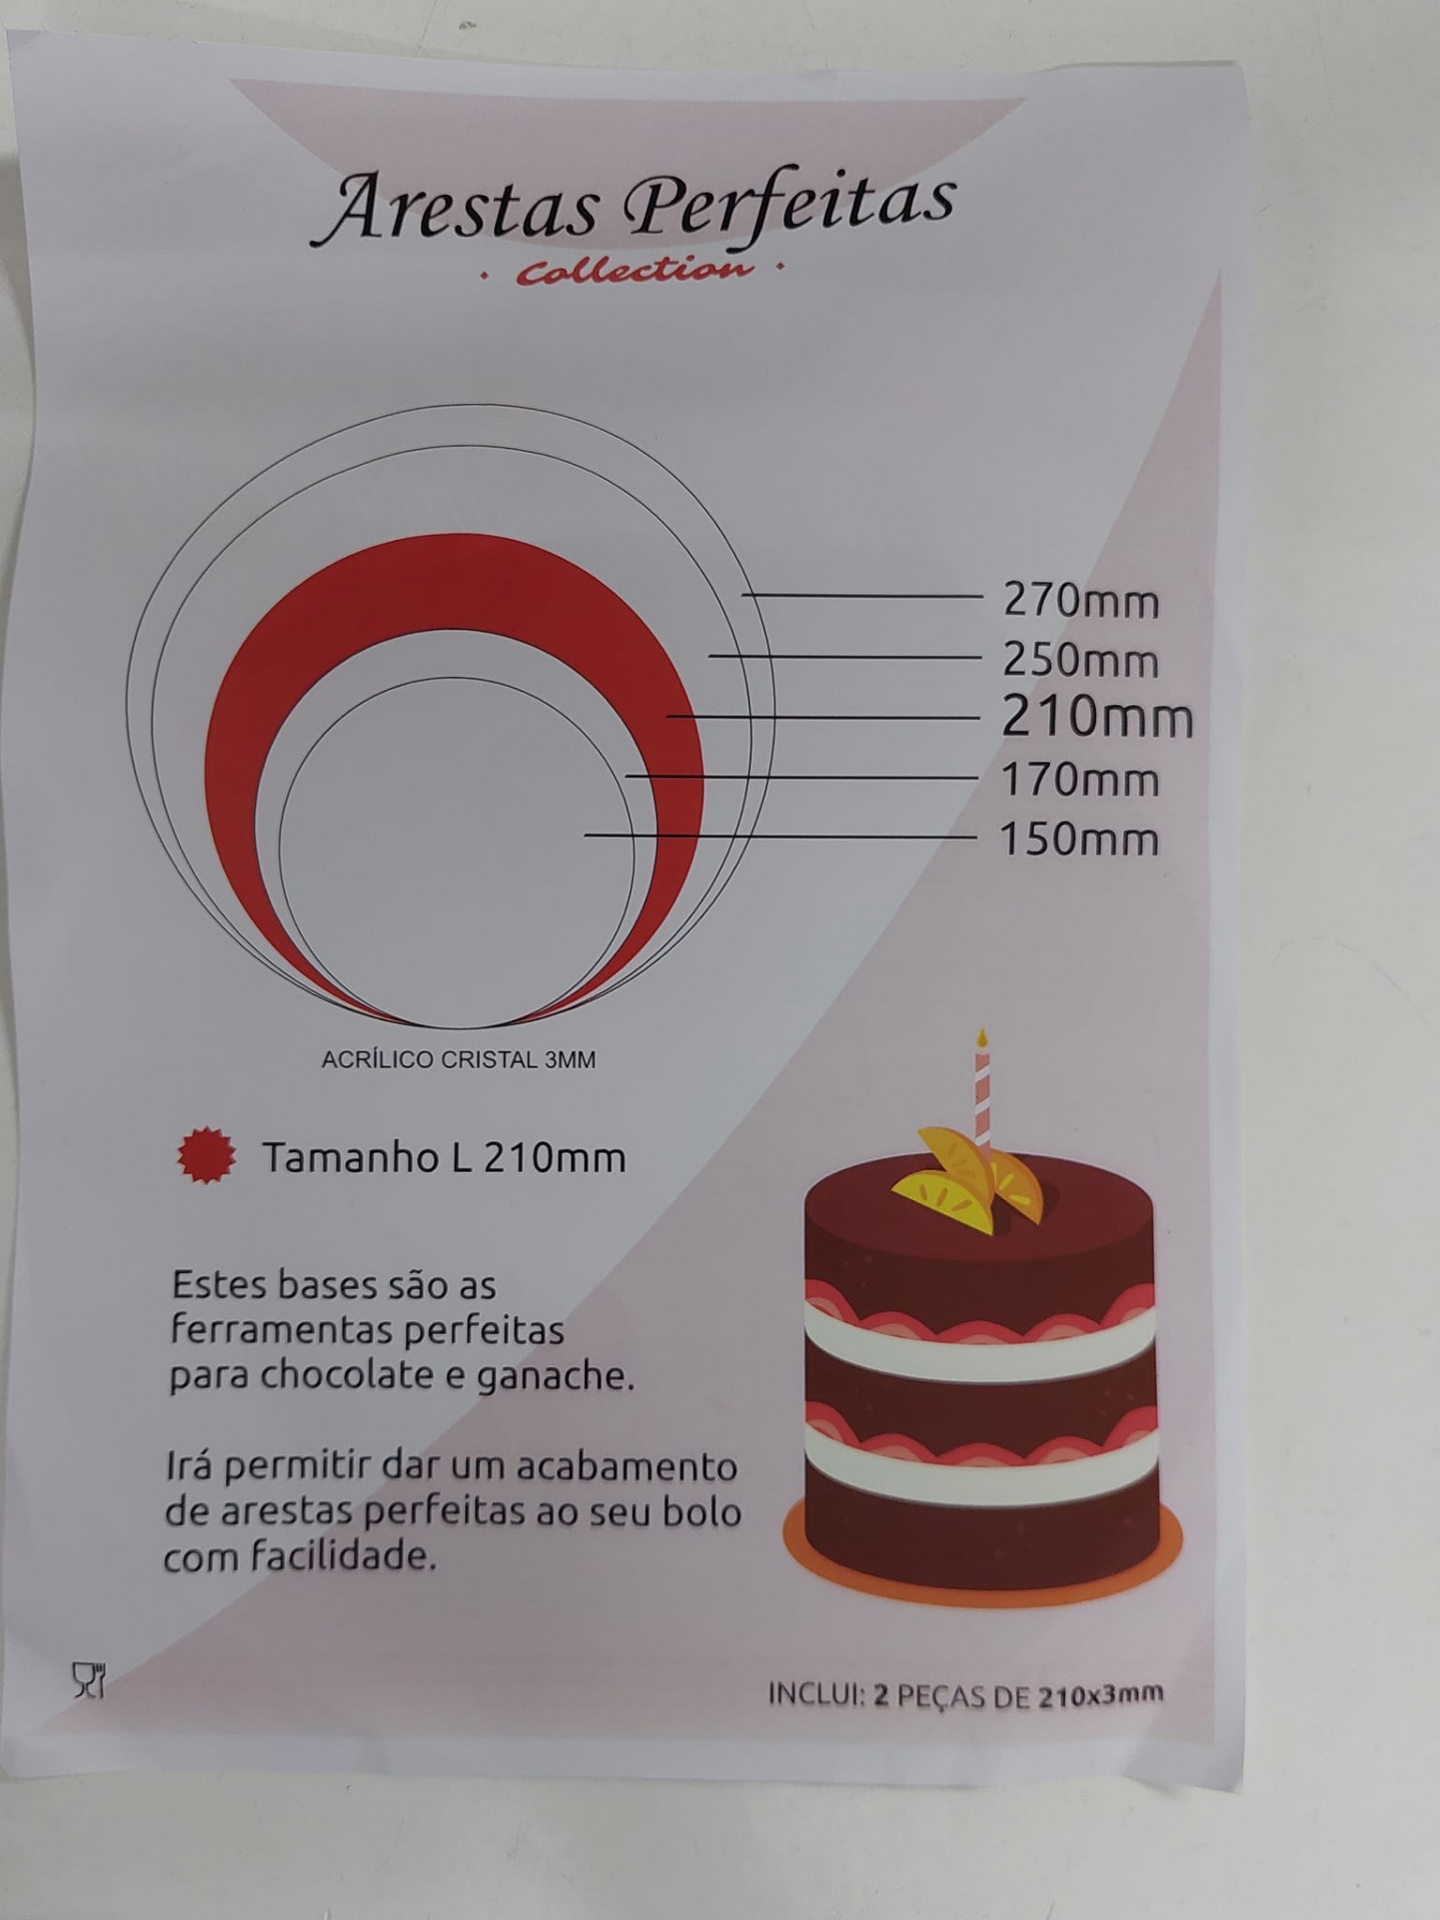 Arestas Perfeitas
· Collection ·
270mm
250mm
210mm
170mm
150mm
ACRÍLICO CRISTAL 3MM
Tamanho L 210mm
Estes bases são as
ferramentas perfeitas
para chocolate e ganache.
Irá permitir dar um acabamento
de arestas perfeitas ao seu bolo
com facilidade.
INCLUI: 2 PEÇAS DE 210x3mm